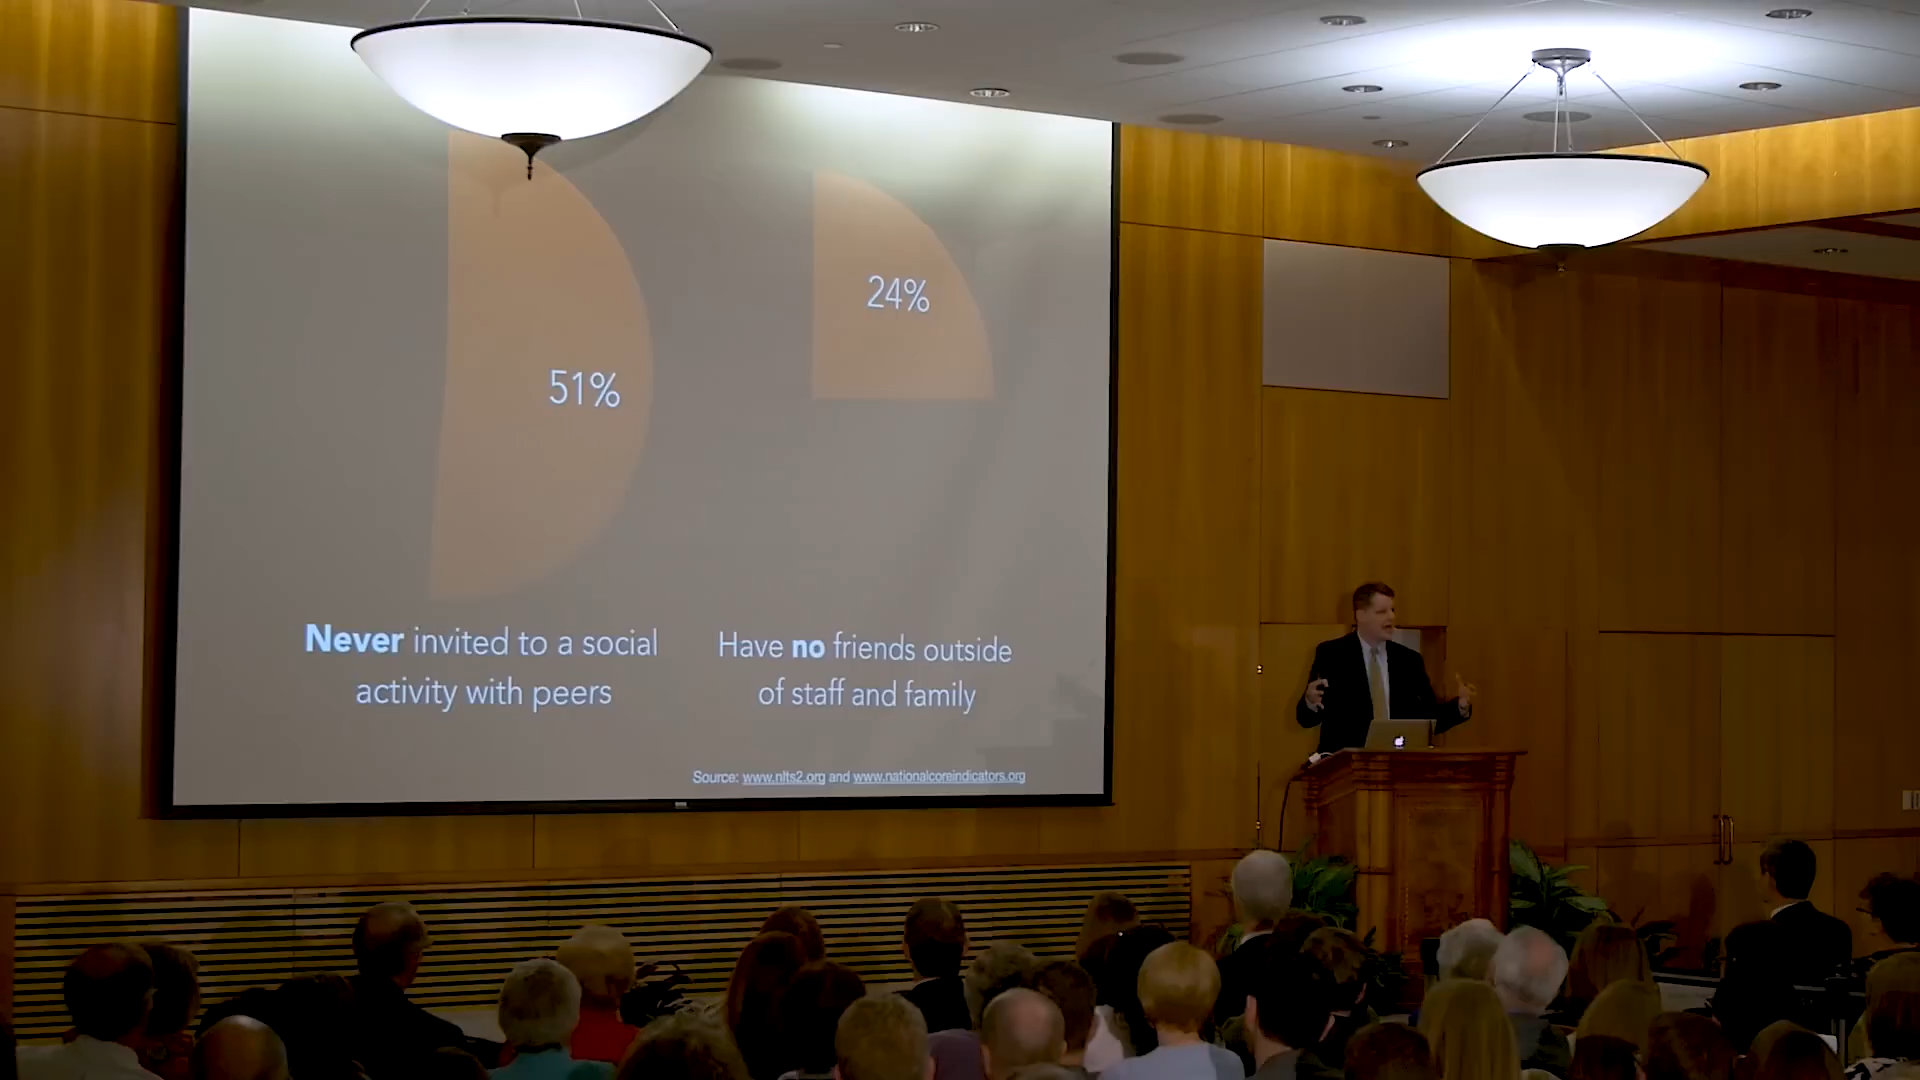 51%
24%
Never invited to a social
activity with peers
Have no friends outside
of staff and family
Source: www.nlts2.org and www.nationalcoreindicators.org